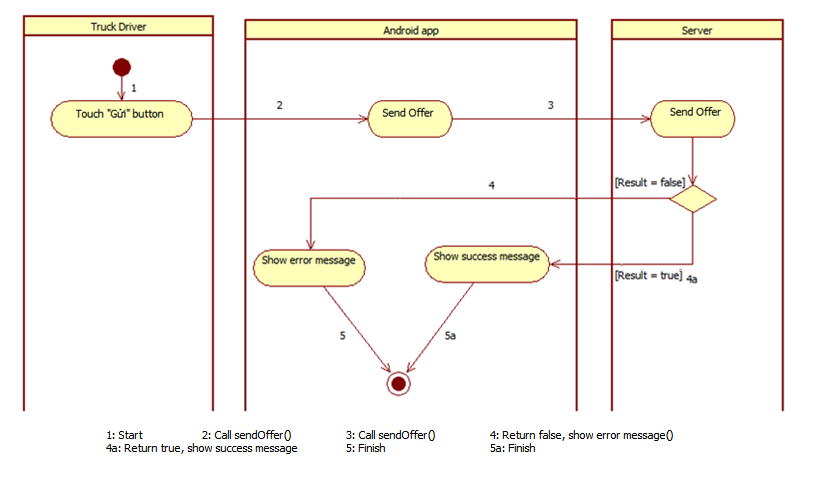 Truck Driver
Android app
Server
1
Touch "Gửi" button
2
Send Offer
3
Send Offer
4
[Result = false]
Show error message
Show success message
[Result = true]
4a
5
5a
1: Start
2: Call sendOffer()
3: Call sendOffer()
4: Return false, show error message()
4a: Return true, show success message
5: Finish
5a: Finish